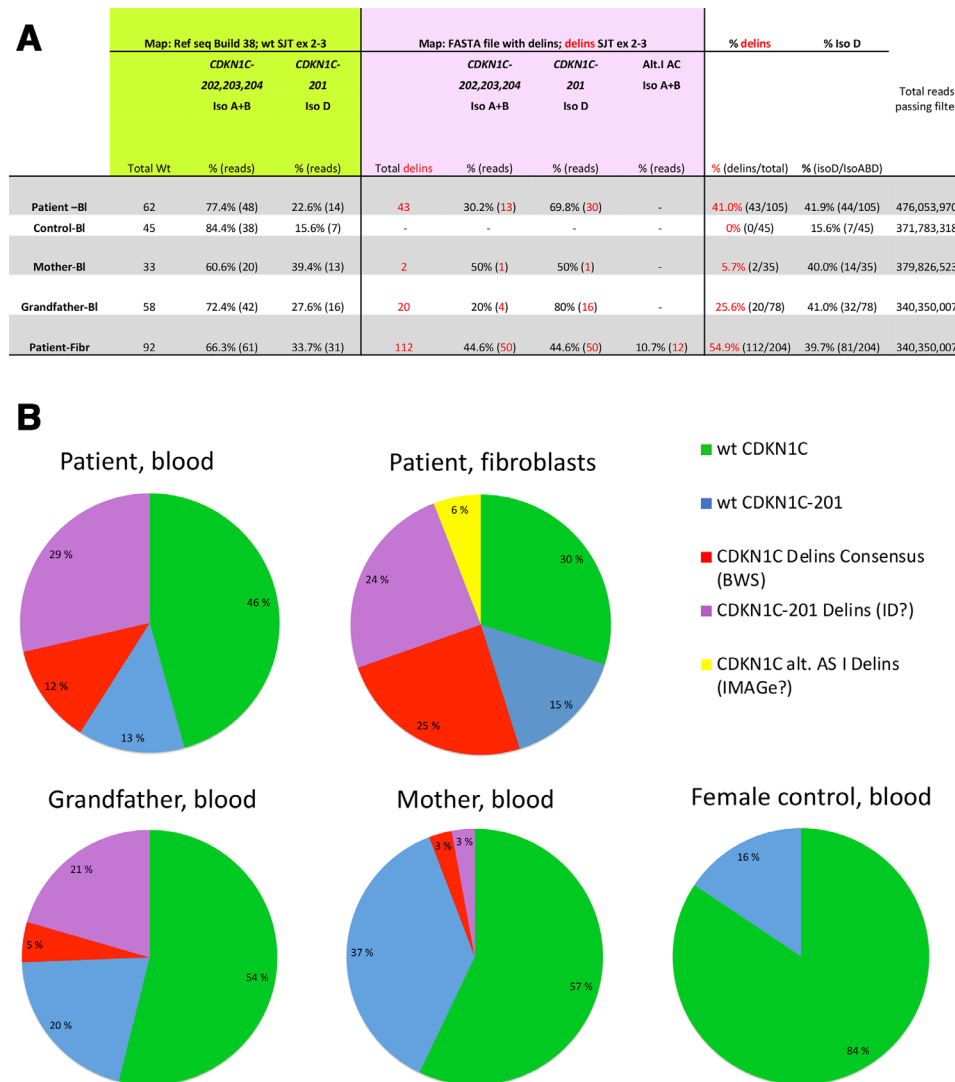 A
Map: Ref seq Build 38; wt SJT ex 2-3 Map: FASTA file with delins; delins SJT ex 2-3 % delins % Iso D
CDKN1C- CDKN1C- CDKN1C- CDKN1C- Alt.I AC
202,203,204 201 202,203,204 201 Iso A+B
Iso A+B Iso D Iso A+B Iso D
Total reads
passing filte
Total Wt % (reads) % (reads) Total delins % (reads) % (reads) % (reads) % (delins/total) % (isoD/IsoABD)
Patient –Bl 62 77.4% (48) 22.6% (14) 43 30.2% (13) 69.8% (30) - 41.0% (43/105) 41.9% (44/105) 476,053,970
Control-Bl 45 84.4% (38) 15.6% (7) - - - - 0% (0/45) 15.6% (7/45) 371,783,318
Mother-Bl 33 60.6% (20) 39.4% (13) 2 50% (1) 50% (1) - 5.7% (2/35) 40.0% (14/35) 379,826,523
Grandfather-Bl 58 72.4% (42) 27.6% (16) 20 20% (4) 80% (16) - 25.6% (20/78) 41.0% (32/78) 340,350,007
Patient-Fibr 92 66.3% (61) 33.7% (31) 112 44.6% (50) 44.6% (50) 10.7% (12) 54.9% (112/204) 39.7% (81/204) 340,350,007
B
Patient, blood
29 %
46 %
12 %
13 %
Patient, fibroblasts
6 %
30 %
24 %
15 %
25 %
wt CDKN1C
wt CDKN1C-201
CDKN1C Delins Consensus
(BWS)
CDKN1C-201 Delins (ID?)
CDKN1C alt. AS I Delins
(IMAGe?)
Grandfather, blood
21 %
5 %
54 %
20 %
Mother, blood
3 %
3 %
37 %
57 %
Female control, blood
16 %
84 %